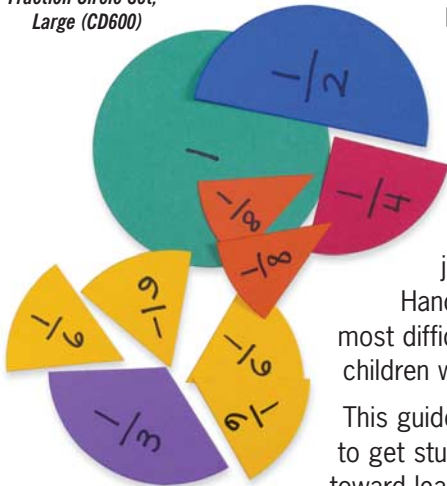 Fraction Circle Set,
Large (CD600)
1/2
1
1/4
1/8
1/8
1/6
1/6
1/6
1/6
1/3
j
Hand
most diffic
children w
This guide
to get stu
toward lea